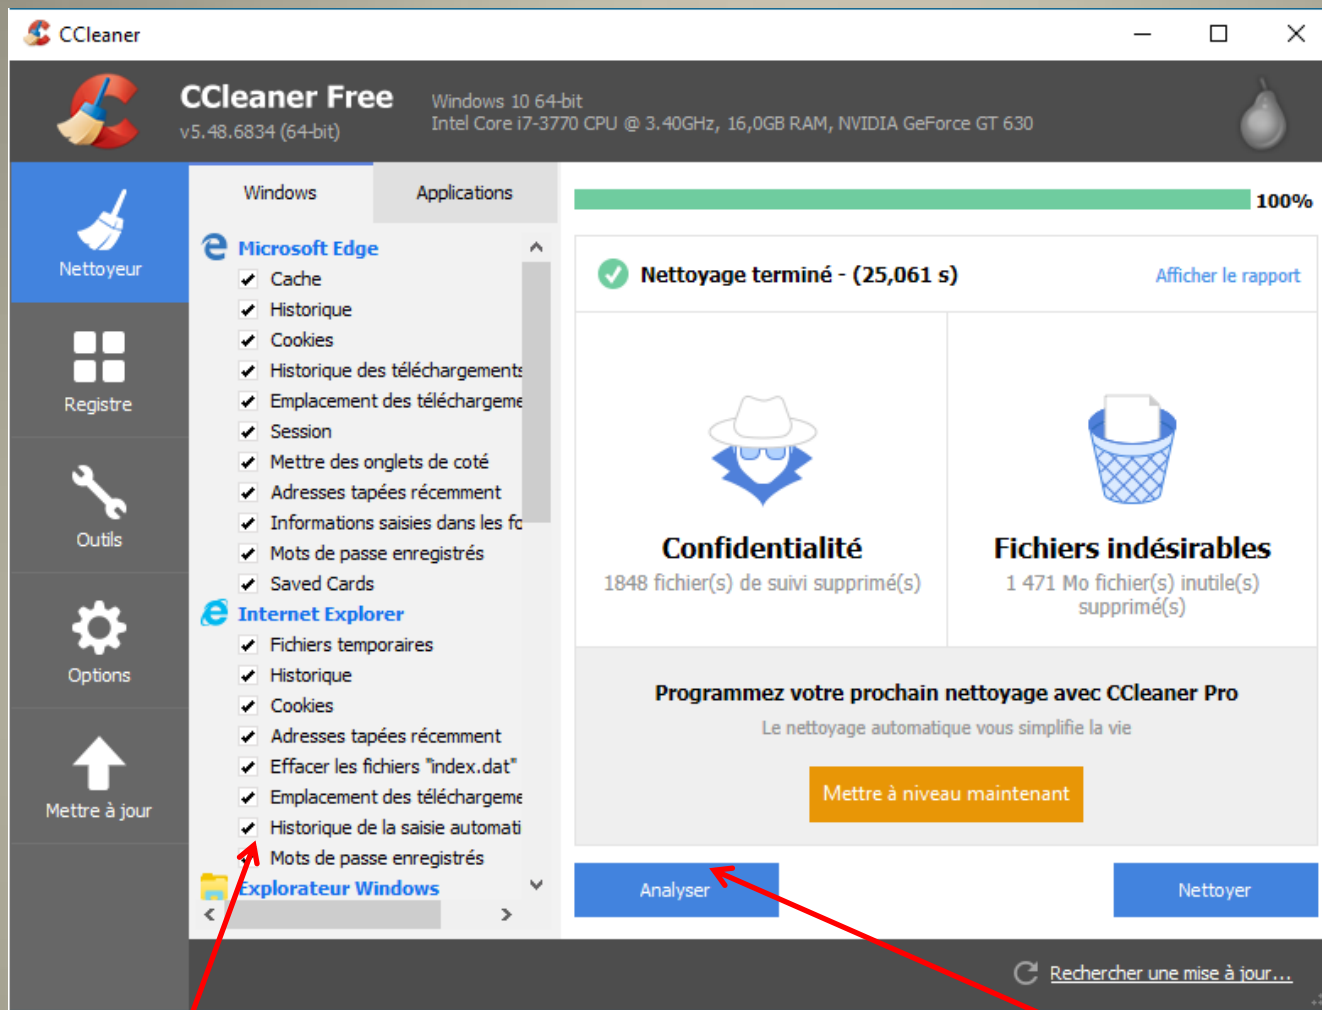 CCleaner
CCleaner Free
v5.48.6834 (64-bit)
Windows 10 64-bit
Intel Core i7-3770 CPU @ 3.40GHz, 16,0GB RAM, NVIDIA GeForce GT 630
Nettoyeur
Registre
Outils
Options
Mettre à jour
Windows
Applications
Microsoft Edge
Cache
Historique
Cookies
Historique des téléchargements
Emplacement des téléchargeme
Session
Mettre des onglets de coté
Adresses tapées récemment
Informations saisies dans les fo
Mots de passe enregistrés
Saved Cards
Internet Explorer
Fichiers temporaires
Historique
Cookies
Adresses tapées récemment
Effacer les fichiers "index.dat"
Emplacement des téléchargeme
Historique de la saisie automati
Mots de passe enregistrés
Explorateur Windows
100%
Nettoyage terminé - (25,061 s)
Afficher le rapport
Confidentialité
1848 fichier(s) de suivi supprimé(s)
Fichiers indésirables
1 471 Mo fichier(s) inutile(s)
supprimé(s)
Programmez votre prochain nettoyage avec CCleaner Pro
Le nettoyage automatique vous simplifie la vie
Mettre à niveau maintenant
Analyser
Nettoyer
Rechercher une mise à jour...